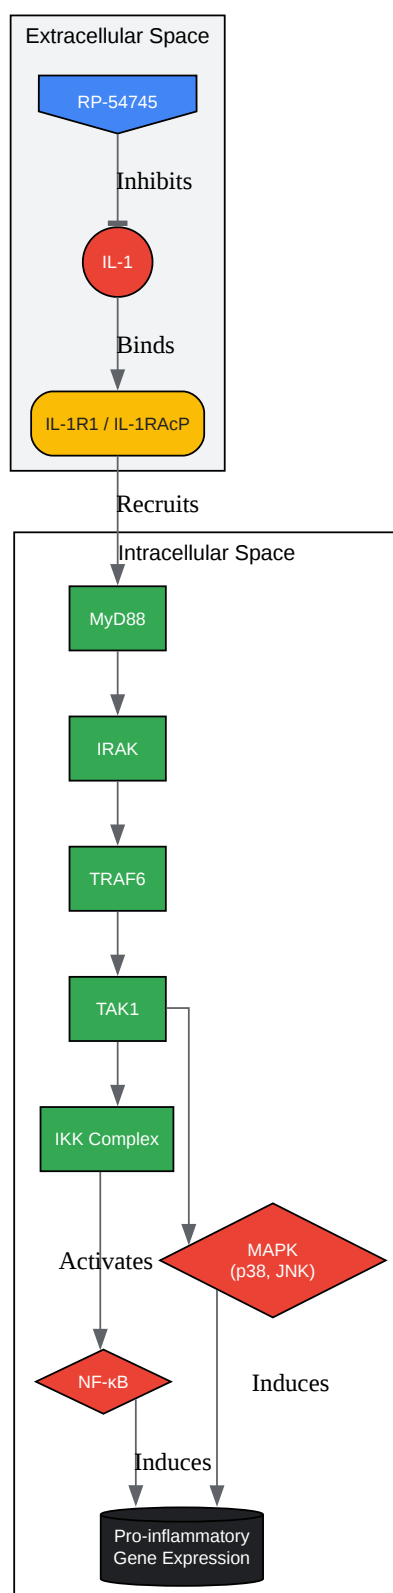 Extracellular Space
RP-54745
Inhibits
IL-1
Binds
IL-1R1 / IL-1RAcP
Recruits
Intracellular Space
MyD88
IRAK
TRAF6
TAK1
IKK Complex
MAPK
(p38, JNK)
Activates
NF-κB
Induces
Induces
Pro-inflammatory
Gene Expression